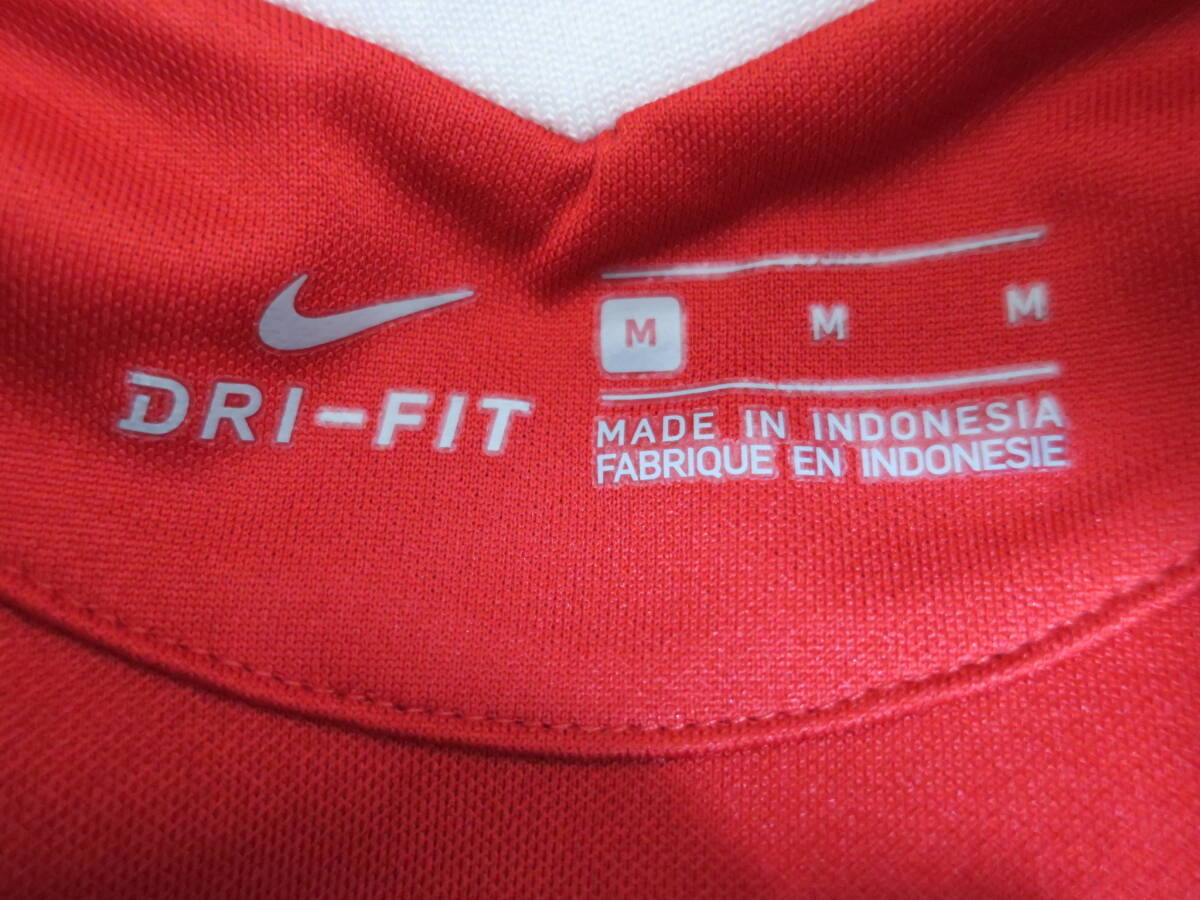 DRI-FIT
M M M
MADE IN INDONESIA
FABRIQUE EN INDONESIE